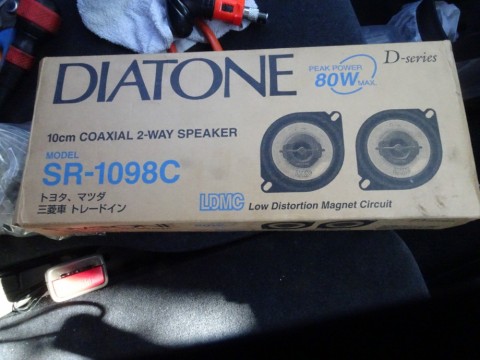 DIATONE
D-series
PEAK POWER
80W MAX.
10cm COAXIAL 2-WAY SPEAKER
MODEL
SR-1098C
トヨタ、マツダ
三菱車 トレードイン
LDMC Low Distortion Magnet Circuit